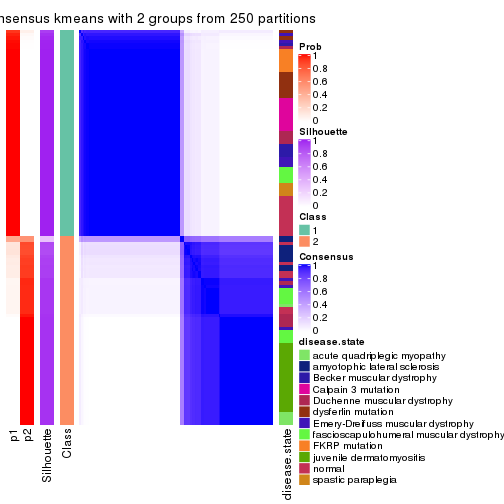 nsensus kmeans with 2 groups from 250 partitions
Prob
1
0.8
0.6
0.4
0.2
0
Silhouette
1
0.8
0.6
0.4
0.2
0
Class
1
2
Consensus
1
0.8
0.6
0.4
0.2
0
disease.state
acute quadriplegic myopathy
amyotophic lateral sclerosis
Becker muscular dystrophy
Calpain 3 mutation
Duchenne muscular dystrophy
dysferlin mutation
Emery-Dreifuss muscular dystrophy
fascioscapulohumeral muscular dystrophy
FKRP mutation
juvenile dermatomyositis
normal
spastic paraplegia
p1
p2
Silhouette
Class
disease.state